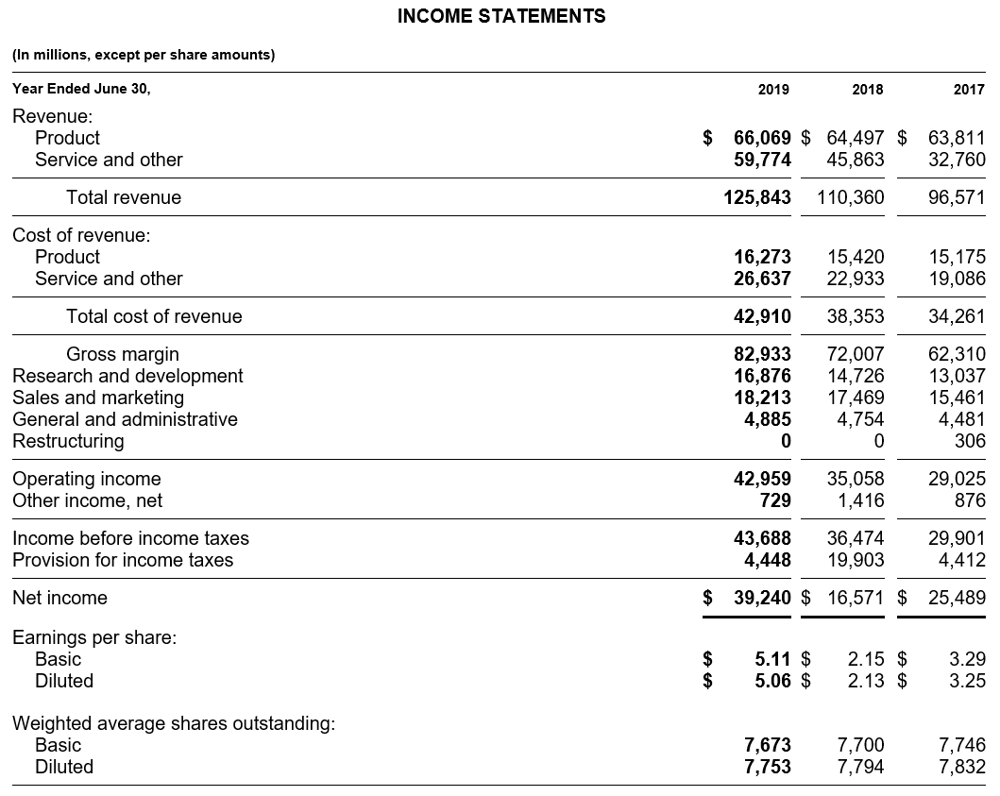 INCOME STATEMENTS
(In millions, except per share amounts)
Year Ended June 30, 2019 2018 2017
Revenue:
Product $ 66,069 $ 64,497 $ 63,811
Service and other 59,774 45,863 32,760
Total revenue 125,843 110,360 96,571
Cost of revenue:
Product 16,273 15,420 15,175
Service and other 26,637 22,933 19,086
Total cost of revenue 42,910 38,353 34,261
Gross margin 82,933 72,007 62,310
Research and development 16,876 14,726 13,037
Sales and marketing 18,213 17,469 15,461
General and administrative 4,885 4,754 4,481
Restructuring 0 0 306
Operating income 42,959 35,058 29,025
Other income, net 729 1,416 876
Income before income taxes 43,688 36,474 29,901
Provision for income taxes 4,448 19,903 4,412
Net income $ 39,240 $ 16,571 $ 25,489
Earnings per share:
Basic $ 5.11 $ 2.15 $ 3.29
Diluted $ 5.06 $ 2.13 $ 3.25
Weighted average shares outstanding:
Basic 7,673 7,700 7,746
Diluted 7,753 7,794 7,832